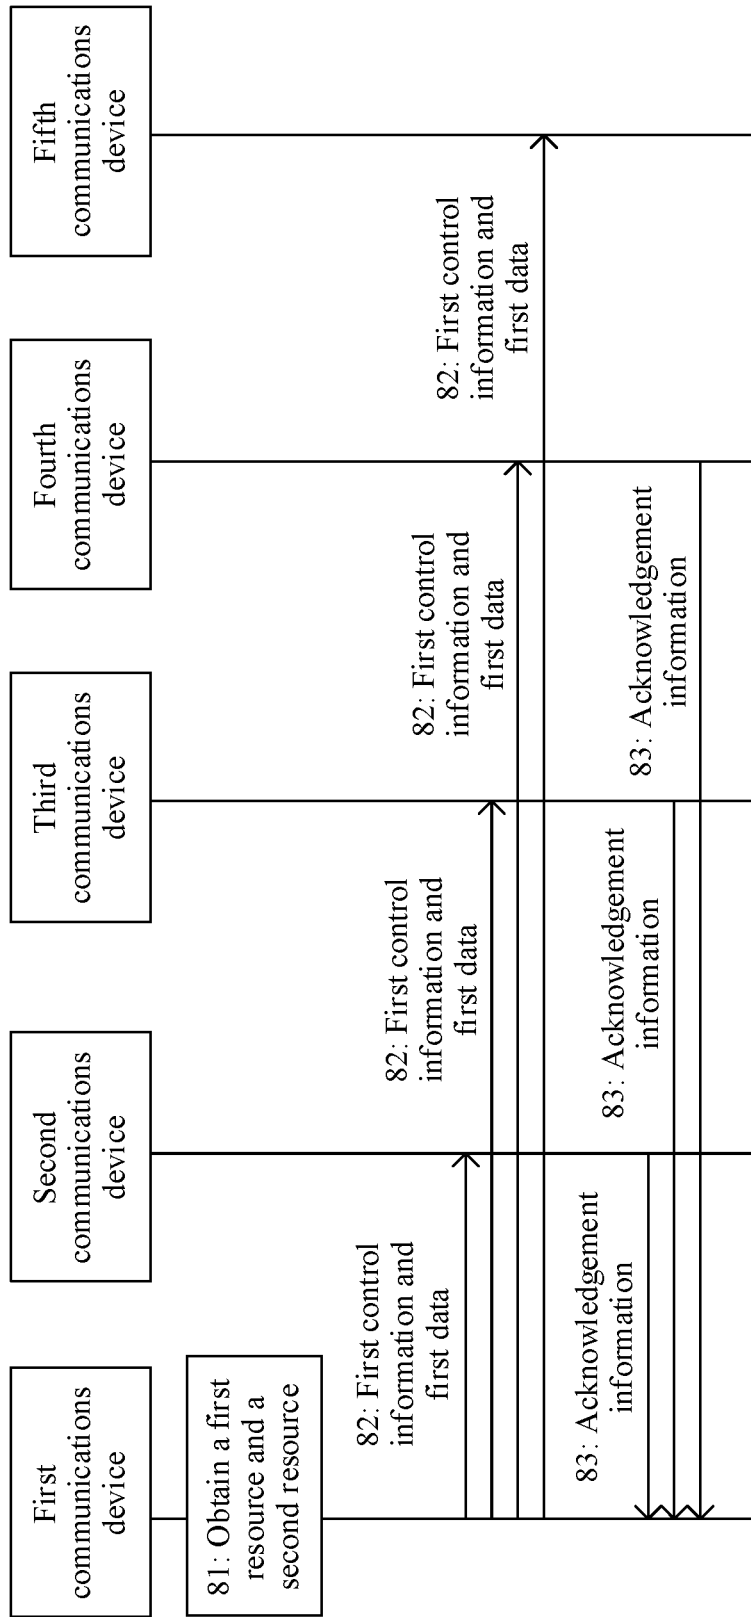 First
communications
device
Second
communications
device
Third
communications
device
Fourth
communications
device
Fifth
communications
device
81: Obtain a first
resource and a
second resource
82: First control
information and
first data
82: First control
information and
first data
82: First control
information and
first data
82: First control
information and
first data
83: Acknowledgement
information
83: Acknowledgement
information
83: Acknowledgement
information